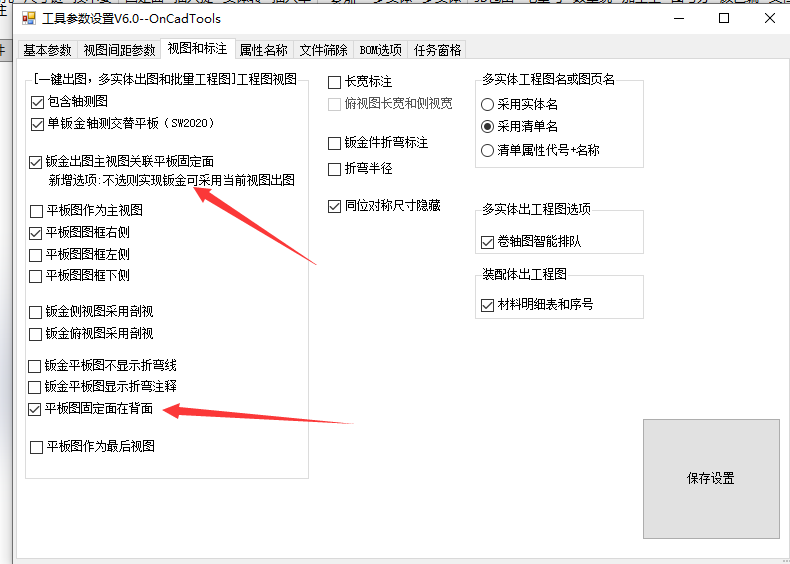 工具参数设置V6.0--OnCadTools
基本参数 视图间距参数 视图和标注 属性名称 文件筛除 BOM选项 任务窗格
[一键出图，多实体出图和批量工程图]工程图视图
包含轴测图
单钣金轴测交替平板（SW2020）
钣金出图主视图关联平板固定面
新增选项:不选则实现钣金可采用当前视图出图
平板图作为主视图
平板图图框右侧
平板图图框左侧
平板图图框下侧
钣金侧视图采用剖视
钣金俯视图采用剖视
钣金平板图不显示折弯线
钣金平板图显示折弯注释
平板图固定面在背面
平板图作为最后视图
长宽标注
俯视图长宽和侧视宽
钣金件折弯标注
折弯半径
同位对称尺寸隐藏
多实体工程图名或图页名
采用实体名
采用清单名
清单属性代号+名称
多实体出工程图选项
卷轴图智能排队
装配体出工程图
材料明细表和序号
保存设置
注
件